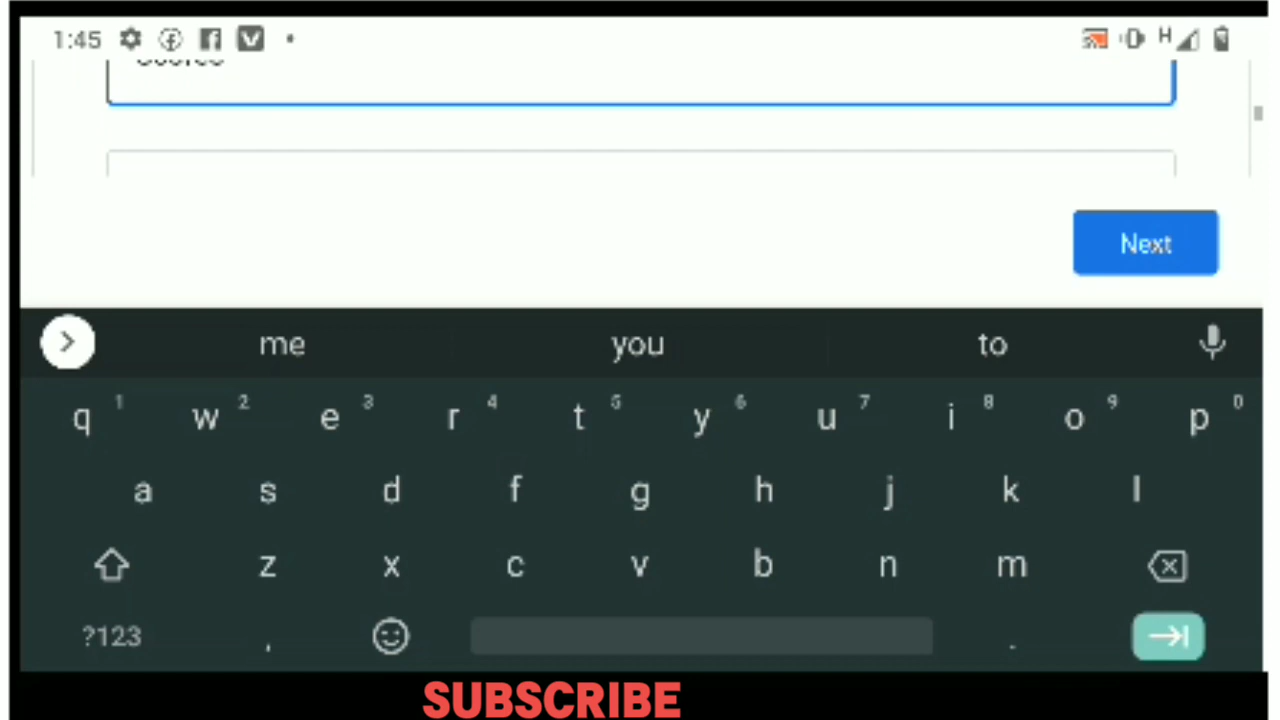 1:45 H
Next
me you to
q 1 w 2 e 3 r 4 t 5 y 6 u 7 i 8 o 9 p 0
a s d f g h j k l
z x c v b n m
?123 , .
SUBSCRIBE